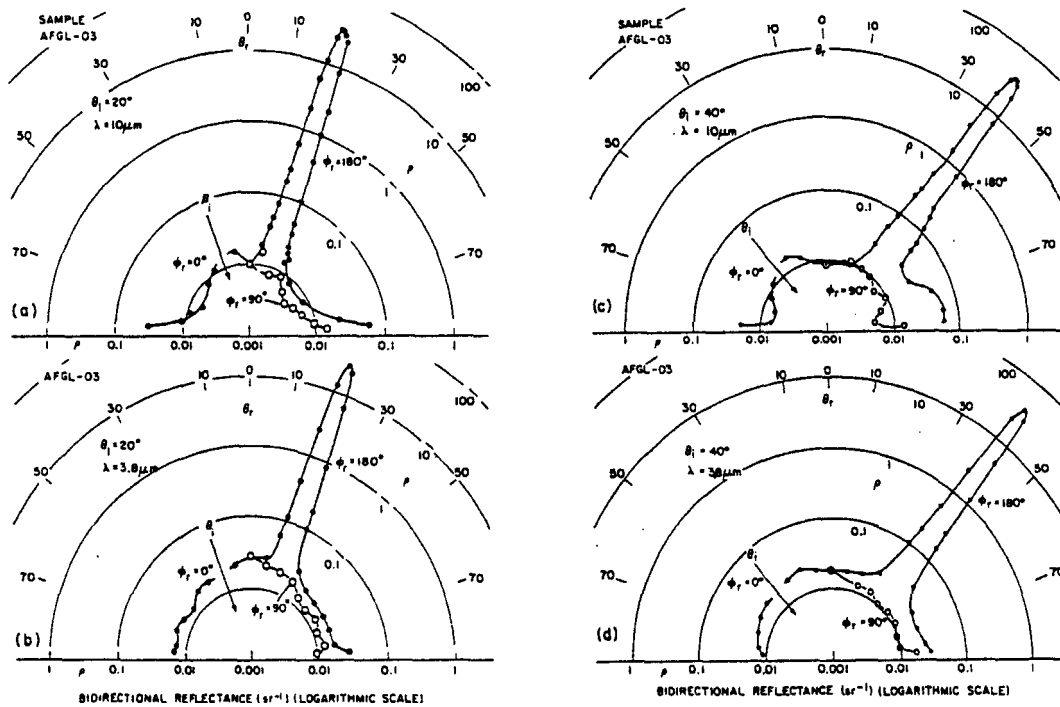 SAMPLE
AFGL-03
10 0 10
θr
30 30
100
θi = 20°
λ = 10μm
50 50
10
ρ
φr = 180°
1
θi
70 0.1 70
φr = 0°
φr = 90°
(a)
ρ
1 0.1 0.01 0.001 0.01 0.1 1
AFGL-03
10 0 10
θr
30 30
100
θi = 20°
λ = 3.8μm
50 50
10
φr = 180°
ρ
1
θi
70 0.1 70
φr = 0°
φr = 90°
(b)
ρ
1 0.1 0.01 0.001 0.01 0.1 1
BIDIRECTIONAL REFLECTANCE (sr⁻¹) (LOGARITHMIC SCALE)
SAMPLE
AFGL-03
10 0 10
θr
30 30
100
10
θi = 40°
λ = 10μm
50 50
ρ 1
φr = 180°
0.1
θi
70 70
φr = 0°
φr = 90°
(c)
ρ
1 0.1 0.01 0.001 0.01 0.1 1
AFGL-03
10 0 10
θr
30 10 30
100
θi = 40°
50 50
1
ρ
φr = 180°
0.1
θi
70 70
φr = 0°
φr = 90°
(d)
ρ
1 0.1 0.01 0.001 0.01 0.1 1
BIDIRECTIONAL REFLECTANCE (sr⁻¹) (LOGARITHMIC SCALE)